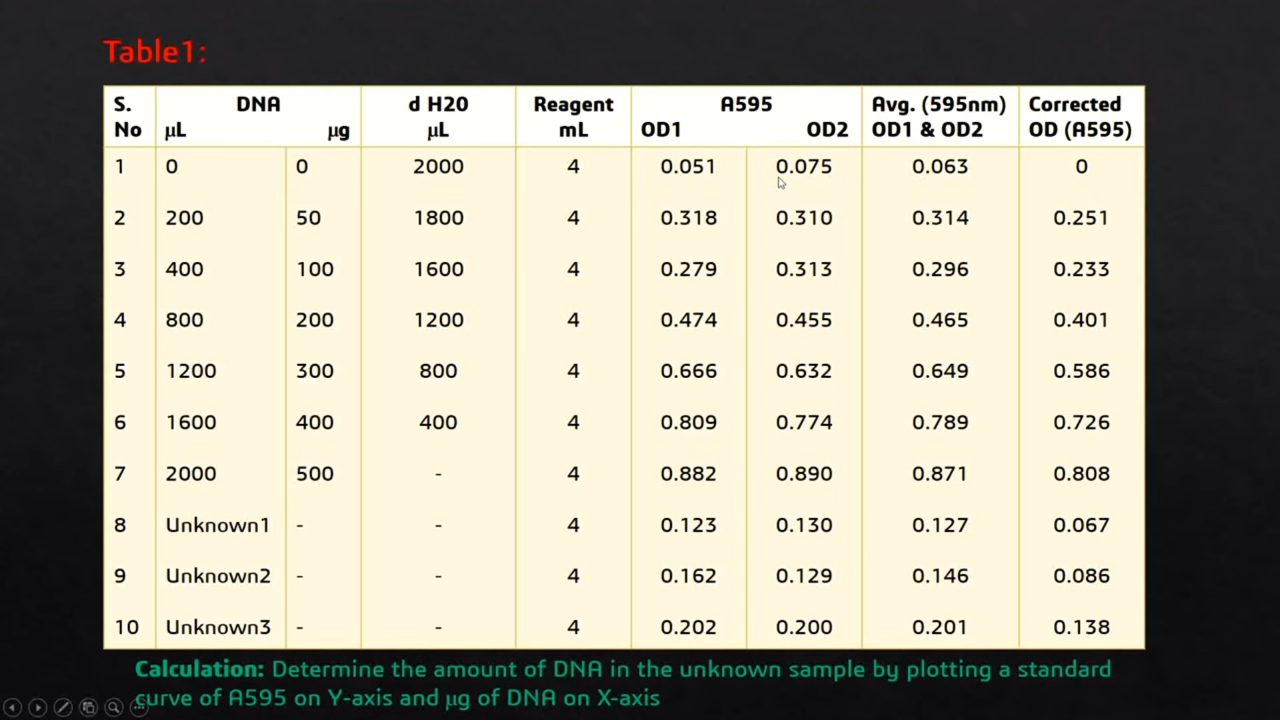 Table1:
S. No DNA µL µg d H20 µL Reagent mL A595 OD1 OD2 Avg. (595nm) OD1 & OD2 Corrected OD (A595)
1 0 0 2000 4 0.051 0.075 0.063 0
2 200 50 1800 4 0.318 0.310 0.314 0.251
3 400 100 1600 4 0.279 0.313 0.296 0.233
4 800 200 1200 4 0.474 0.455 0.465 0.401
5 1200 300 800 4 0.666 0.632 0.649 0.586
6 1600 400 400 4 0.809 0.774 0.789 0.726
7 2000 500 - 4 0.882 0.890 0.871 0.808
8 Unknown1 - - 4 0.123 0.130 0.127 0.067
9 Unknown2 - - 4 0.162 0.129 0.146 0.086
10 Unknown3 - - 4 0.202 0.200 0.201 0.138
Calculation: Determine the amount of DNA in the unknown sample by plotting a standard
curve of A595 on Y-axis and µg of DNA on X-axis